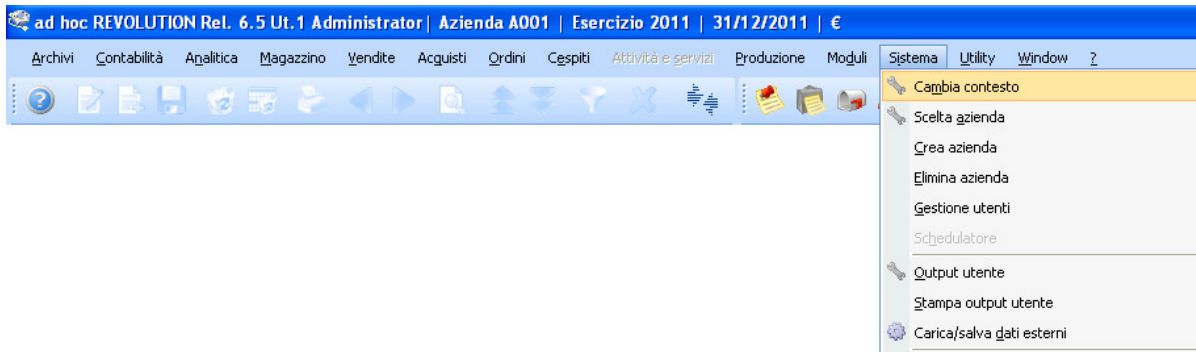 ad hoc REVOLUTION Rel. 6.5 Ut.1 Administrator| Azienda A001 | Esercizio 2011 | 31/12/2011 | €
Archivi Contabilità Analitica Magazzino Vendite Acquisti Ordini Cespiti Attività e servizi Produzione Moduli Sistema Utility Window ?
Cambia contesto
Scelta azienda
Crea azienda
Elimina azienda
Gestione utenti
Schedulatore
Output utente
Stampa output utente
Carica/salva dati esterni